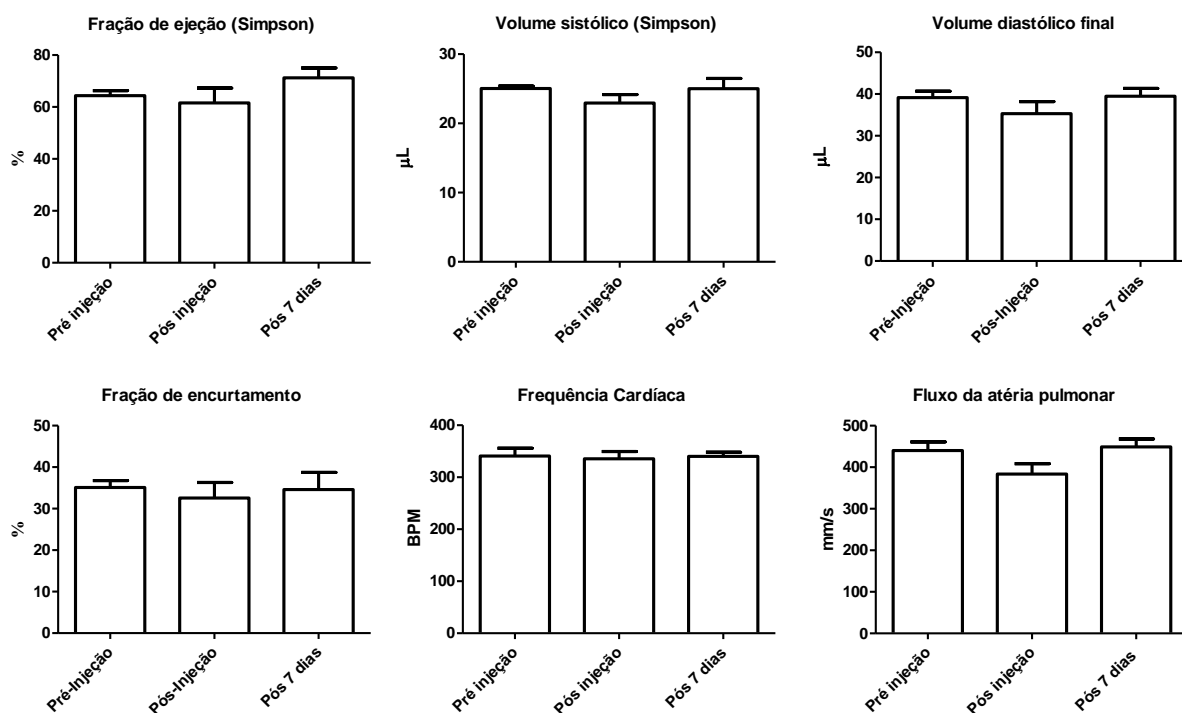 Fração de ejeção (Simpson)
%
80
60
40
20
0
Pré injeção
Pós injeção
Pós 7 dias
Volume sistólico (Simpson)
µL
30
20
10
0
Pré injeção
Pós injeção
Pós 7 dias
Volume diastólico final
µL
50
40
30
20
10
0
Pré-Injeção
Pós-Injeção
Pós 7 dias
Fração de encurtamento
%
50
40
30
20
10
0
Pré-Injeção
Pós-Injeção
Pós 7 dias
Frequência Cardíaca
BPM
400
300
200
100
0
Pré injeção
Pós injeção
Pós 7 dias
Fluxo da atéria pulmonar
mm/s
500
400
300
200
100
0
Pré injeção
Pós injeção
Pós 7 dias